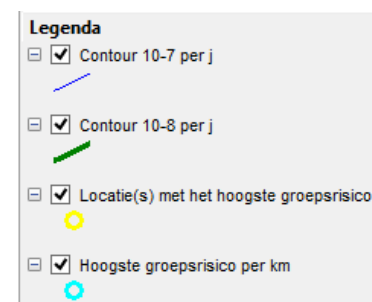 Legenda
Contour 10-7 per j
Contour 10-8 per j
Locatie(s) met het hoogste groepsrisico
Hoogste groepsrisico per km